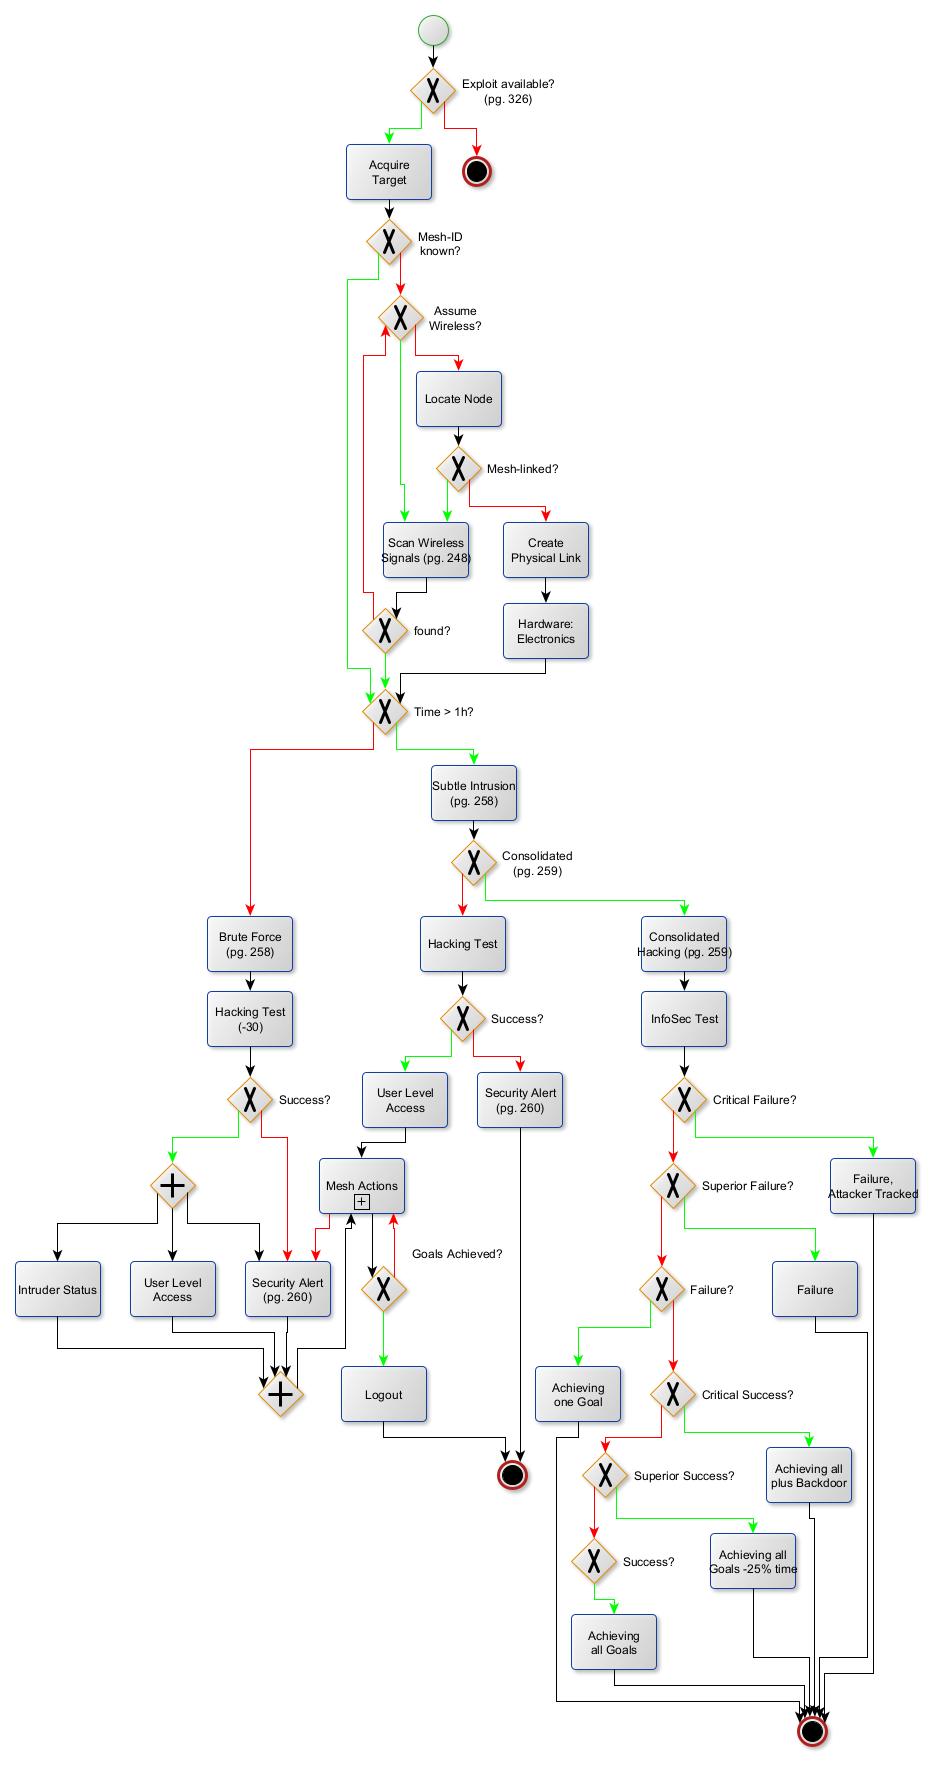 Exploit available?
(pg. 326)
Acquire
Target
Mesh-ID
known?
Assume
Wireless?
Locate Node
Mesh-linked?
Scan Wireless
Signals (pg. 248)
Create
Physical Link
Hardware:
Electronics
found?
Time > 1h?
Subtle Intrusion
(pg. 258)
Consolidated
(pg. 259)
Brute Force
(pg. 258)
Hacking Test
Consolidated
Hacking (pg. 259)
Hacking Test
(-30)
Success?
InfoSec Test
Success?
User Level
Access
Security Alert
(pg. 260)
Critical Failure?
Mesh Actions
Superior Failure?
Failure,
Attacker Tracked
Goals Achieved?
Intruder Status
User Level
Access
Security Alert
(pg. 260)
Failure?
Failure
Logout
Achieving
one Goal
Critical Success?
Superior Success?
Achieving all
plus Backdoor
Success?
Achieving all
Goals -25% time
Achieving
all Goals